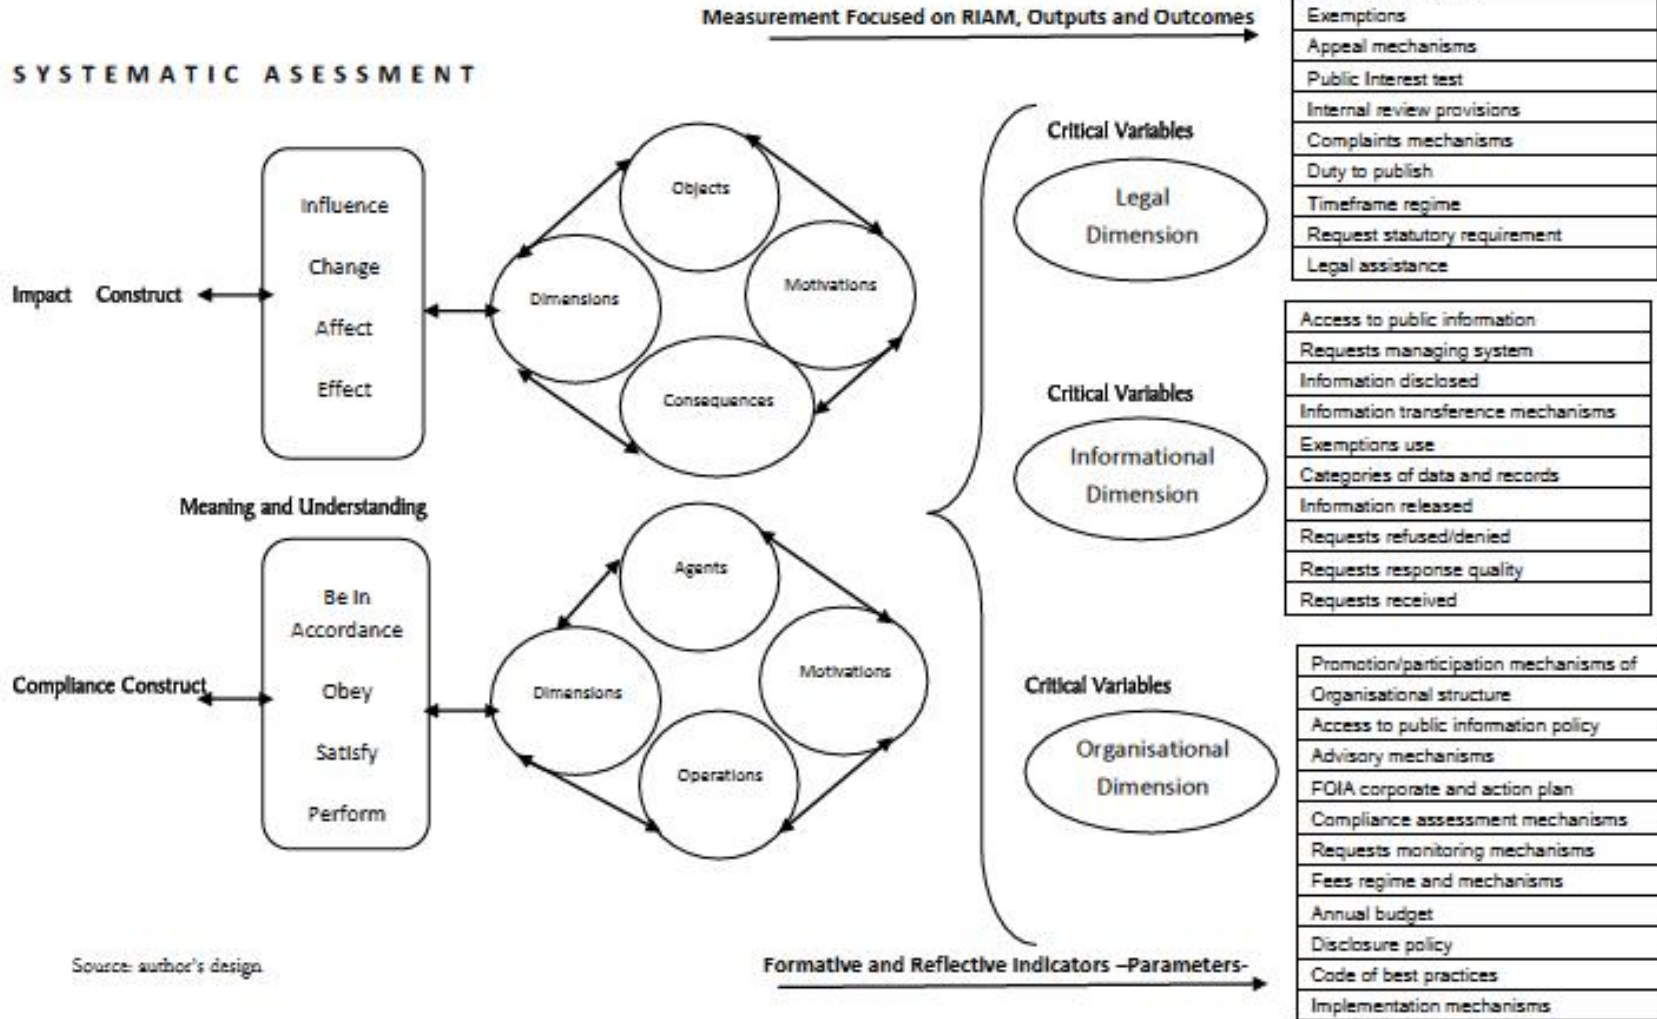 Measurement Focused on RIAM, Outputs and Outcomes
SYSTEMATIC ASESSMENT
Impact Construct
Influence
Change
Affect
Effect
Objects
Dimensions
Motivations
Consequences
Meaning and Understanding
Compliance Construct
Be In
Accordance
Obey
Satisfy
Perform
Agents
Dimensions
Motivations
Operations
Critical Variables
Legal
Dimension
Critical Variables
Informational
Dimension
Critical Variables
Organisational
Dimension
Exemptions
Appeal mechanisms
Public Interest test
Internal review provisions
Complaints mechanisms
Duty to publish
Timeframe regime
Request statutory requirement
Legal assistance
Access to public information
Requests managing system
Information disclosed
Information transference mechanisms
Exemptions use
Categories of data and records
Information released
Requests refused/denied
Requests response quality
Requests received
Promotion/participation mechanisms of
Organisational structure
Access to public information policy
Advisory mechanisms
FOIA corporate and action plan
Compliance assessment mechanisms
Requests monitoring mechanisms
Fees regime and mechanisms
Annual budget
Disclosure policy
Code of best practices
Implementation mechanisms
Source: author's design
Formative and Reflective Indicators –Parameters-